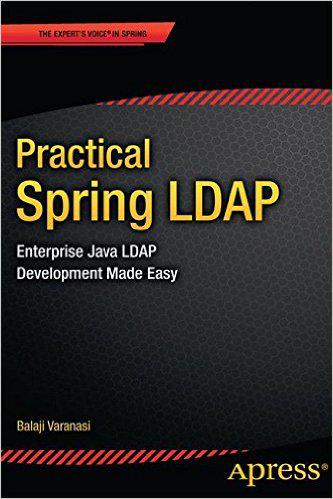 THE EXPERT'S VOICE® IN SPRING
Practical
Spring LDAP
Enterprise Java LDAP
Development Made Easy
Balaji Varanasi
Apress®